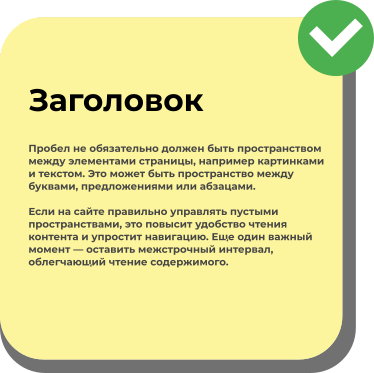 Заголовок
Пробел не обязательно должен быть пространством
между элементами страницы, например картинками
и текстом. Это может быть пространство между
буквами, предложениями или абзацами.
Если на сайте правильно управлять пустыми
пространствами, это повысит удобство чтения
контента и упростит навигацию. Еще один важный
момент — оставить межстрочный интервал,
облегчающий чтение содержимого.